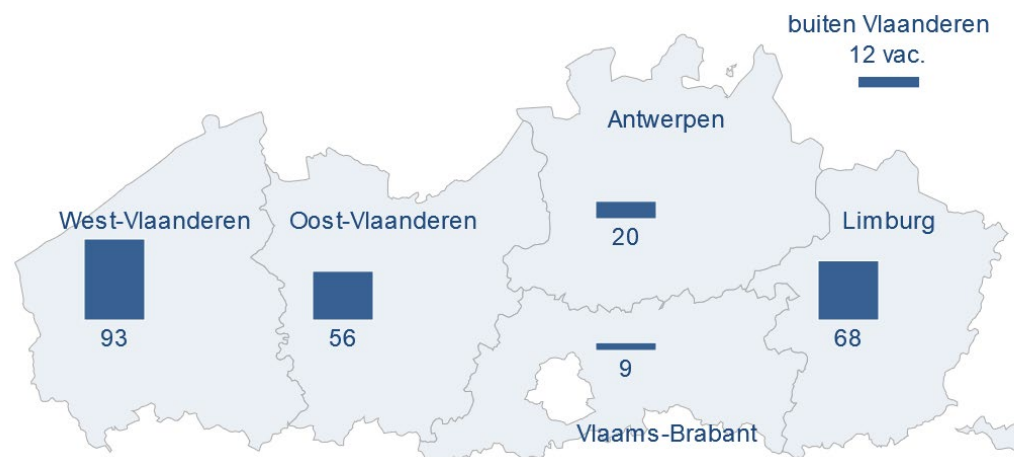 buiten Vlaanderen
12 vac.
Antwerpen
West-Vlaanderen
Oost-Vlaanderen
Limburg
20
93
56
68
9
Vlaams-Brabant